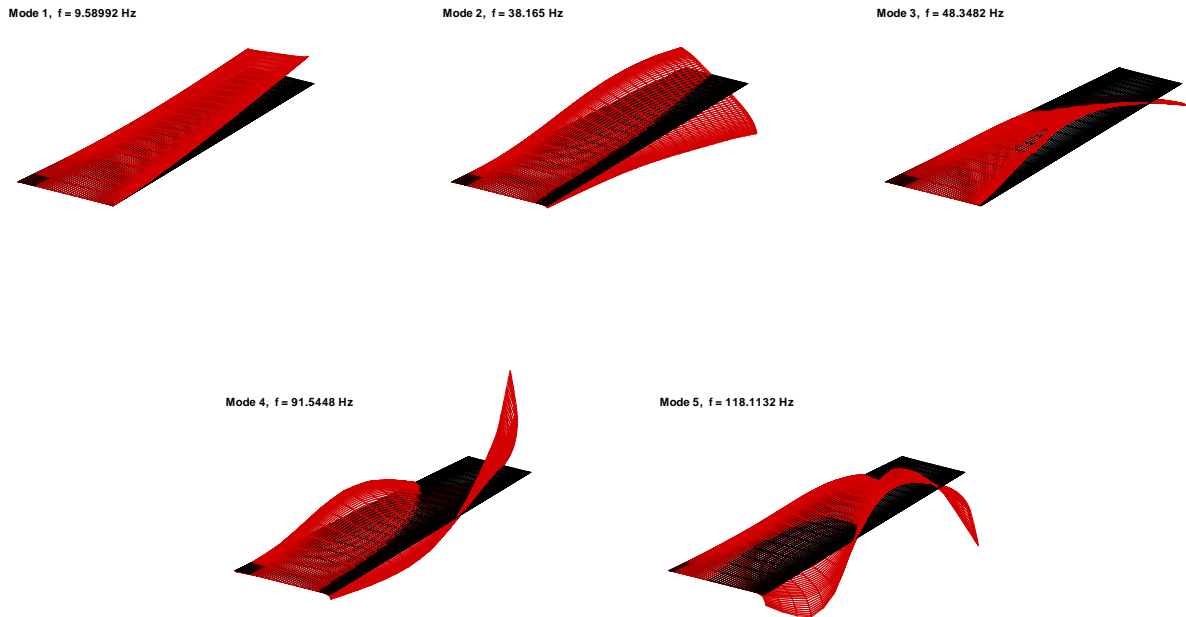 Mode 1,  f = 9.58992 Hz
Mode 2,  f = 38.165 Hz
Mode 3,  f = 48.3482 Hz
Mode 4,  f = 91.5448 Hz
Mode 5,  f = 118.1132 Hz